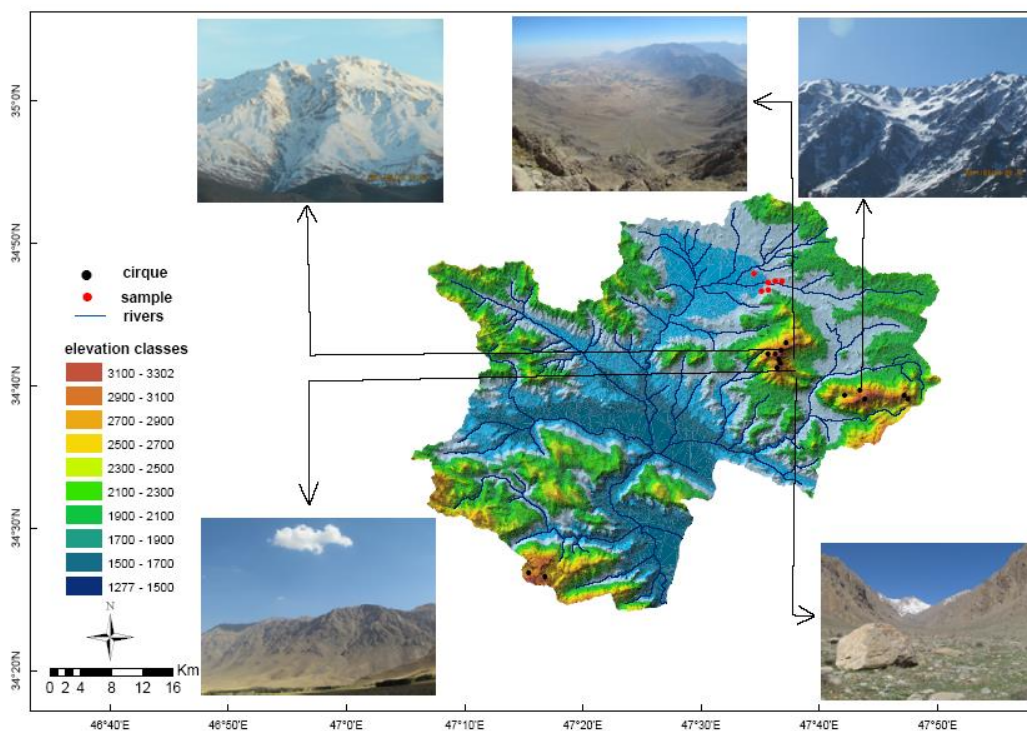 35°0'N
34°50'N
34°40'N
34°30'N
34°20'N
cirque
sample
rivers
elevation classes
3100 - 3302
2900 - 3100
2700 - 2900
2500 - 2700
2300 - 2500
2100 - 2300
1900 - 2100
1700 - 1900
1500 - 1700
1277 - 1500
N
Km
0 2 4 8 12 16
46°40'E 46°50'E 47°0'E 47°10'E 47°20'E 47°30'E 47°40'E 47°50'E